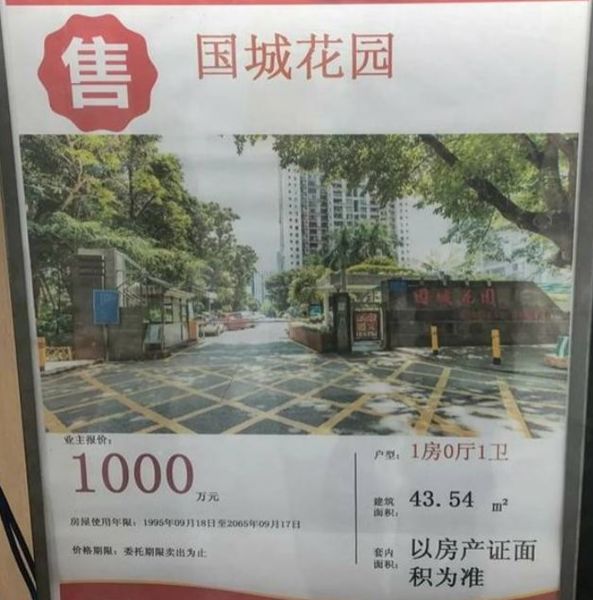 售
国城花园
国城花园
业主报价:
1000万元
房屋使用年限: 1995年09月18日至2065年09月17日
价格期限: 委托期限卖出为止
户型: 1房0厅1卫
建筑面积: 43.54 m²
套内面积: 以房产证面
积为准